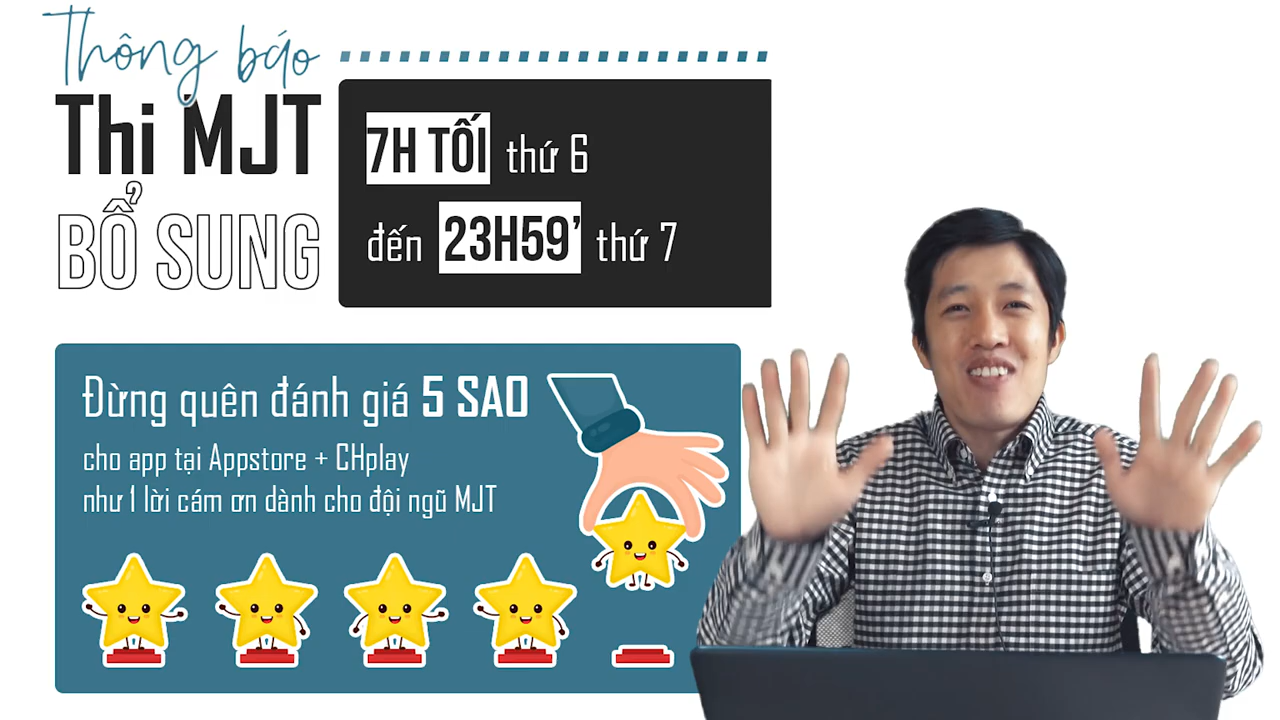 Thông báo
Thi MJT
BỔ SUNG
7H TỐI thứ 6
đến 23H59' thứ 7
Đừng quên đánh giá 5 SAO
cho app tại Appstore + CHplay
như 1 lời cám ơn dành cho đội ngũ MJT